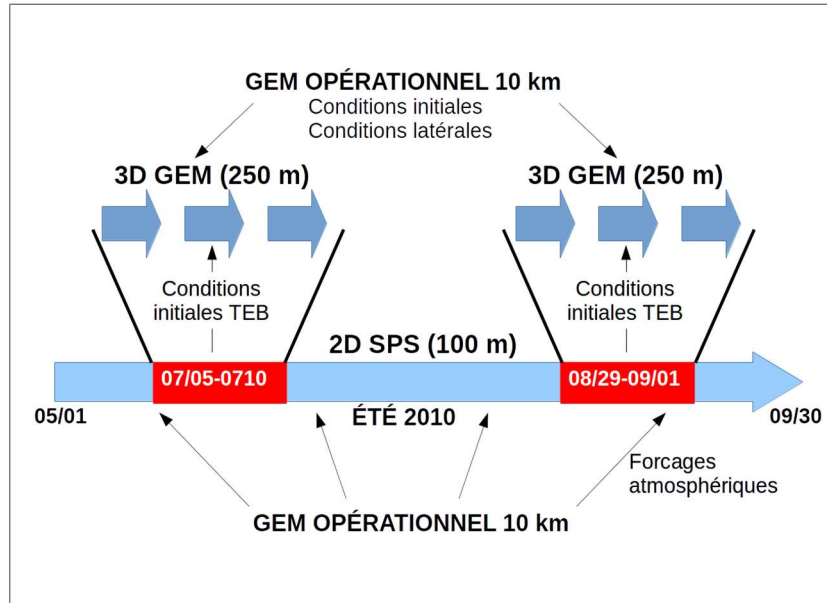 GEM OPÉRATIONNEL 10 km
Conditions initiales
Conditions latérales
3D GEM (250 m)
3D GEM (250 m)
Conditions
initiales TEB
Conditions
initiales TEB
2D SPS (100 m)
07/05-0710
08/29-09/01
05/01
ÉTÉ 2010
09/30
Forcages
atmosphériques
GEM OPÉRATIONNEL 10 km